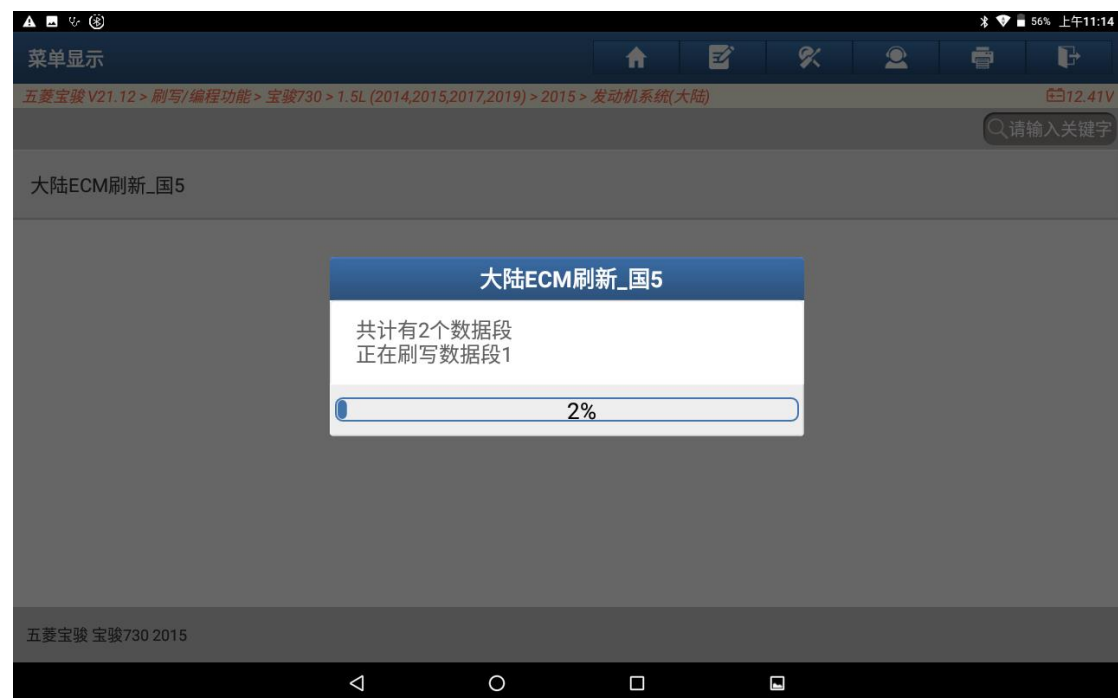 56% 上午11:14
菜单显示
五菱宝骏 V21.12 > 刷写/编程功能 > 宝骏730 > 1.5L (2014,2015,2017,2019) > 2015 > 发动机系统(大陆) 12.41V
请输入关键字
大陆ECM刷新_国5
大陆ECM刷新_国5
共计有2个数据段
正在刷写数据段1
2%
五菱宝骏 宝骏730 2015